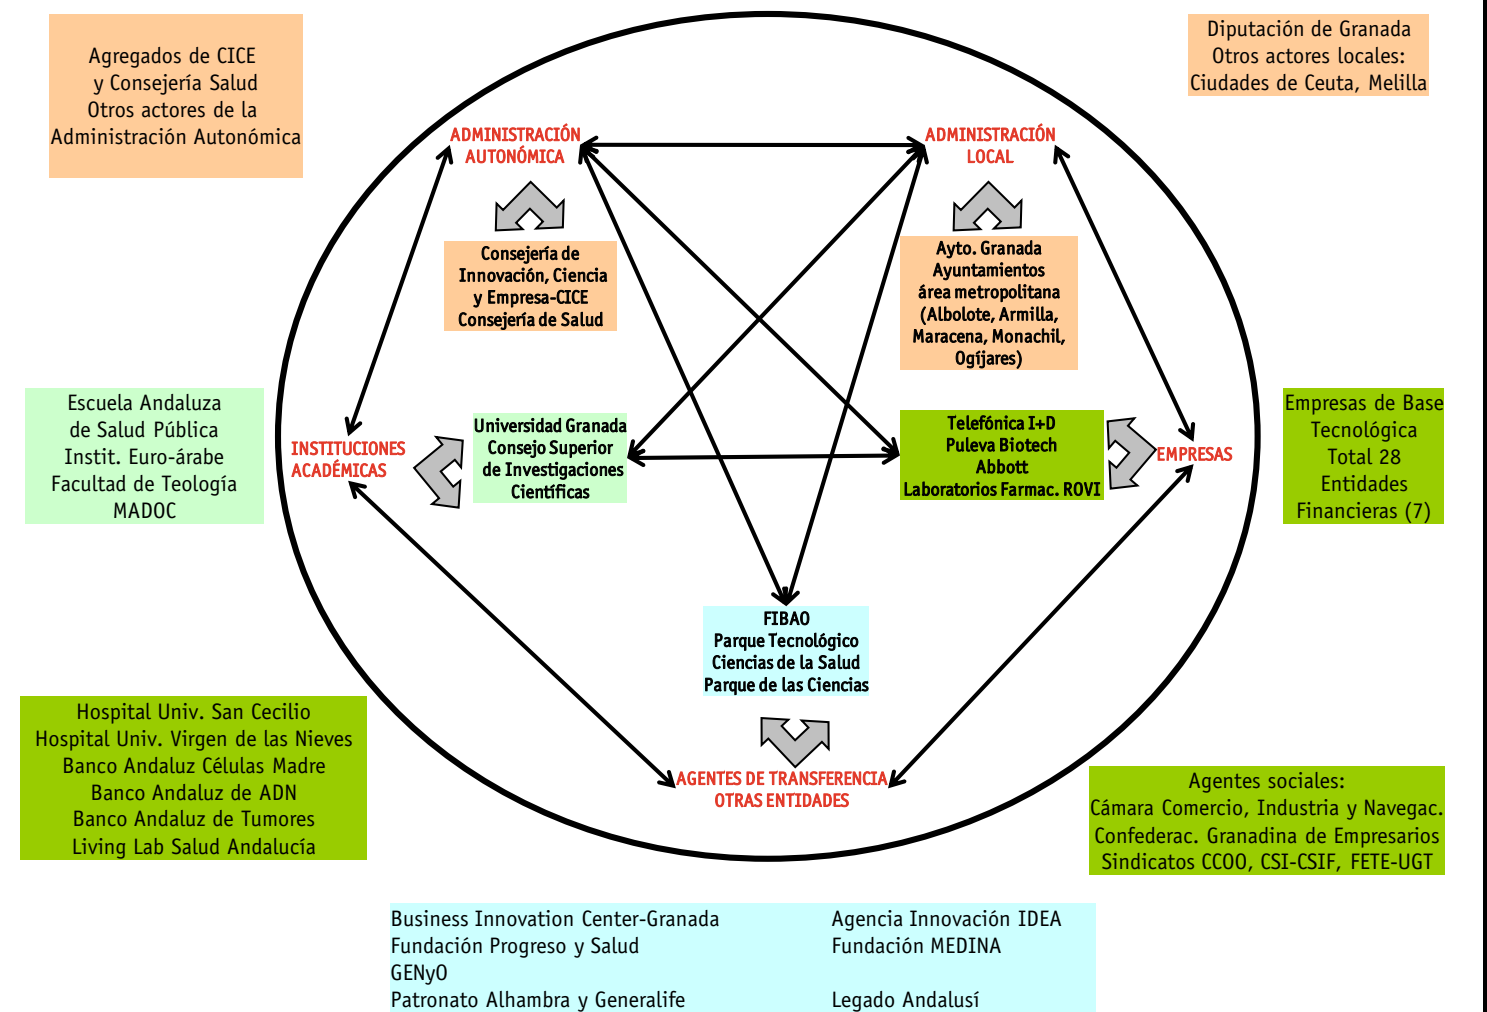 Agregados de CICE
y Consejería Salud
Otros actores de la
Administración Autonómica
Diputación de Granada
Otros actores locales:
Ciudades de Ceuta, Melilla
ADMINISTRACIÓN
AUTONÓMICA
ADMINISTRACIÓN
LOCAL
Consejería de
Innovación, Ciencia
y Empresa-CICE
Consejería de Salud
Ayto. Granada
Ayuntamientos
área metropolitana
(Albolote, Armilla,
Maracena, Monachil,
Ogíjares)
Escuela Andaluza
de Salud Pública
Instit. Euro-árabe
Facultad de Teología
MADOC
INSTITUCIONES
ACADÉMICAS
Universidad Granada
Consejo Superior
de Investigaciones
Científicas
Telefónica I+D
Puleva Biotech
Abbott
Laboratorios Farmac. ROVI
EMPRESAS
Empresas de Base
Tecnológica
Total 28
Entidades
Financieras (7)
FIBAO
Parque Tecnológico
Ciencias de la Salud
Parque de las Ciencias
AGENTES DE TRANSFERENCIA
OTRAS ENTIDADES
Hospital Univ. San Cecilio
Hospital Univ. Virgen de las Nieves
Banco Andaluz Células Madre
Banco Andaluz de ADN
Banco Andaluz de Tumores
Living Lab Salud Andalucía
Agentes sociales:
Cámara Comercio, Industria y Navegac.
Confederac. Granadina de Empresarios
Sindicatos CCOO, CSI-CSIF, FETE-UGT
Business Innovation Center-Granada Agencia Innovación IDEA
Fundación Progreso y Salud Fundación MEDINA
GENyO
Patronato Alhambra y Generalife Legado Andalusí